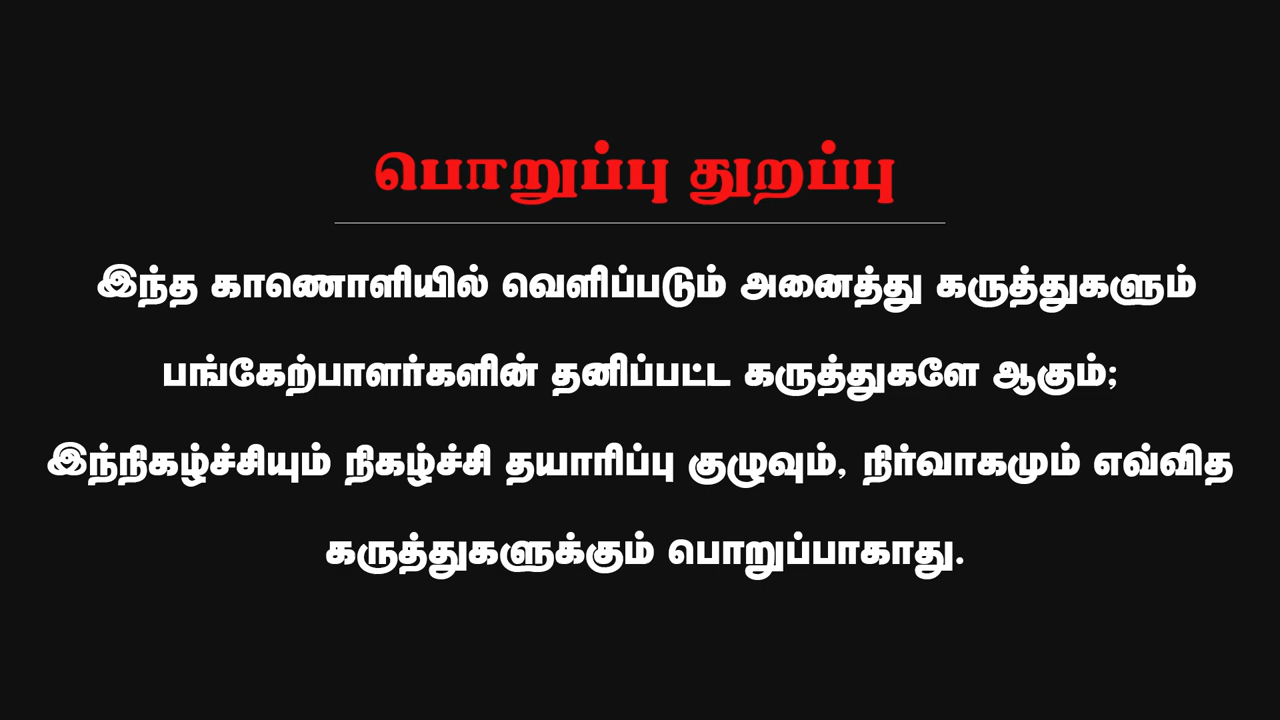 பொறுப்பு துறப்பு
இந்த காணொளியில் வெளிப்படும் அனைத்து கருத்துகளும்
பங்கேற்பாளர்களின் தனிப்பட்ட கருத்துகளே ஆகும்;
இந்நிகழ்ச்சியும் நிகழ்ச்சி தயாரிப்பு குழுவும், நிர்வாகமும் எவ்வித
கருத்துகளுக்கும் பொறுப்பாகாது.